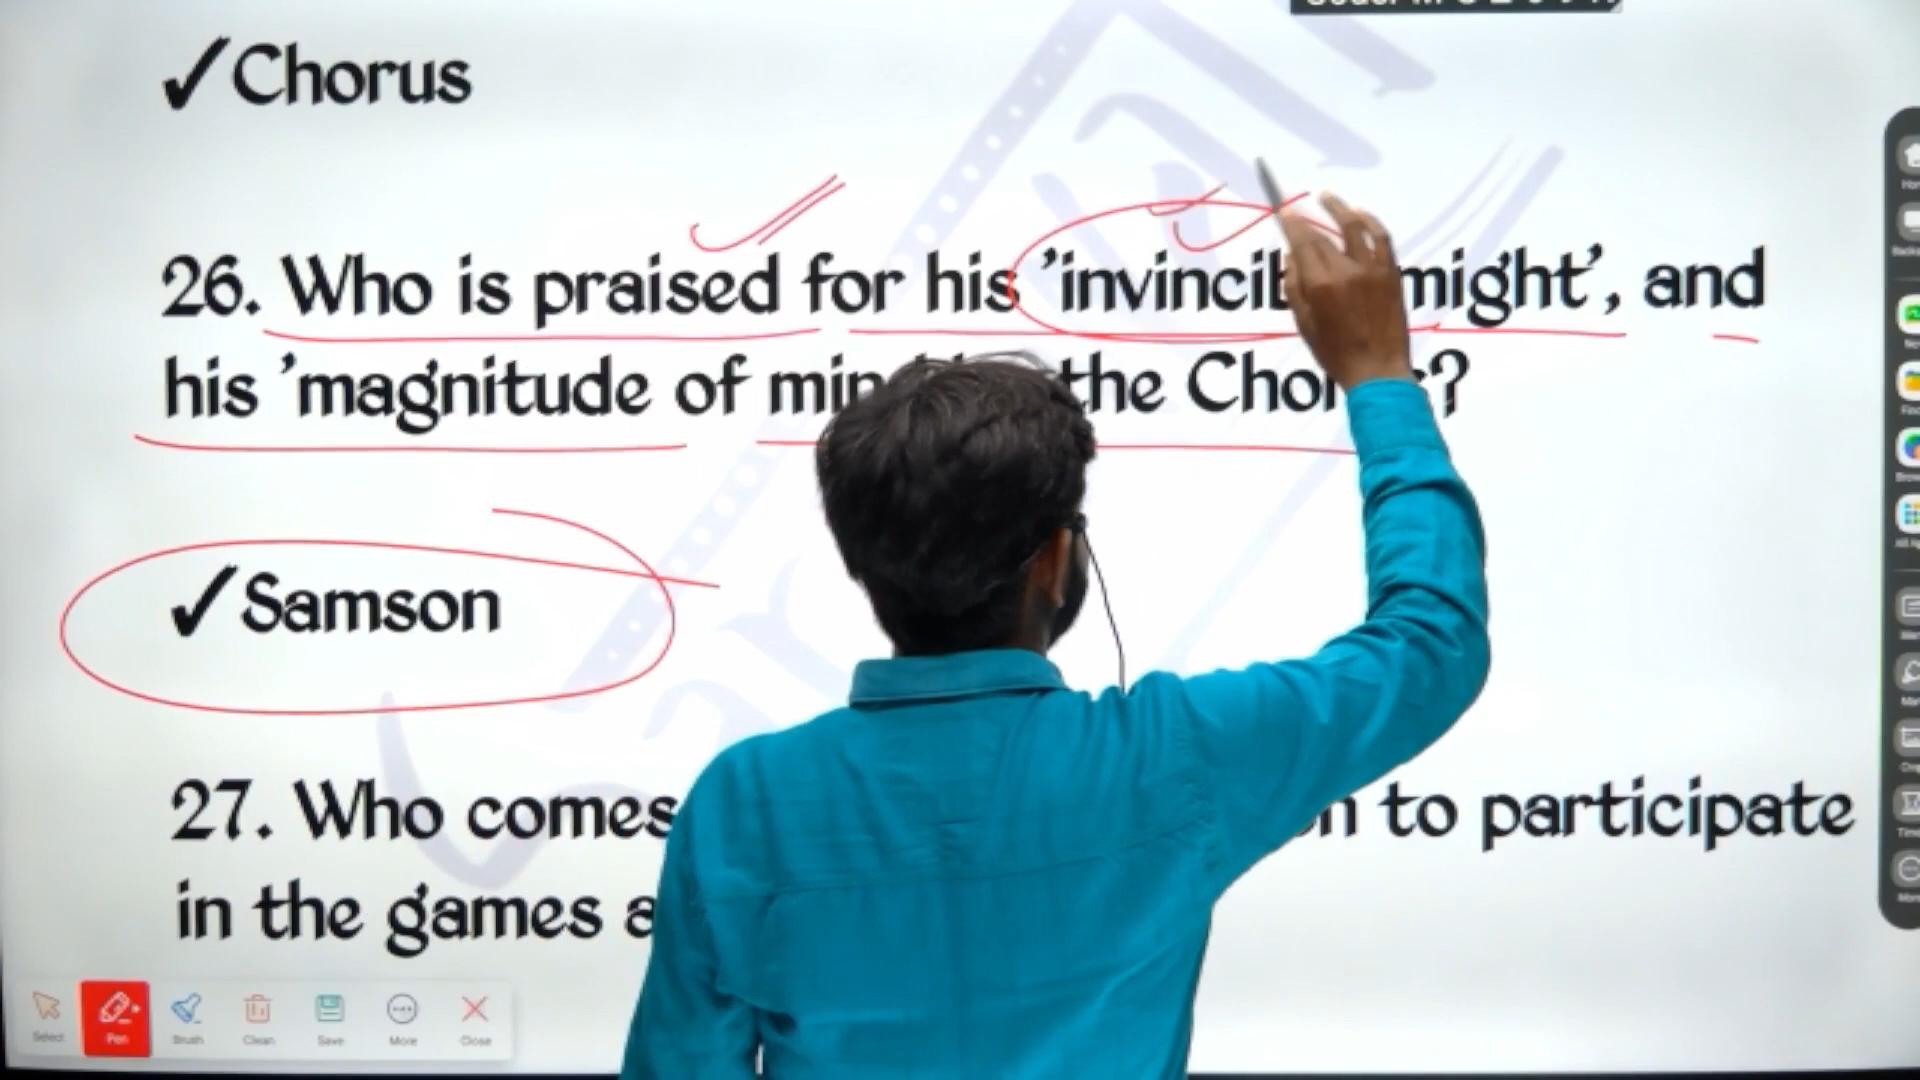 ✓Chorus
26. Who is praised for his 'invincib might', and
his 'magnitude of min the Chor ?
✓Samson
27. Who comes to participate
in the games a
Select
Pen
Brush
Clean
Save
More
Close